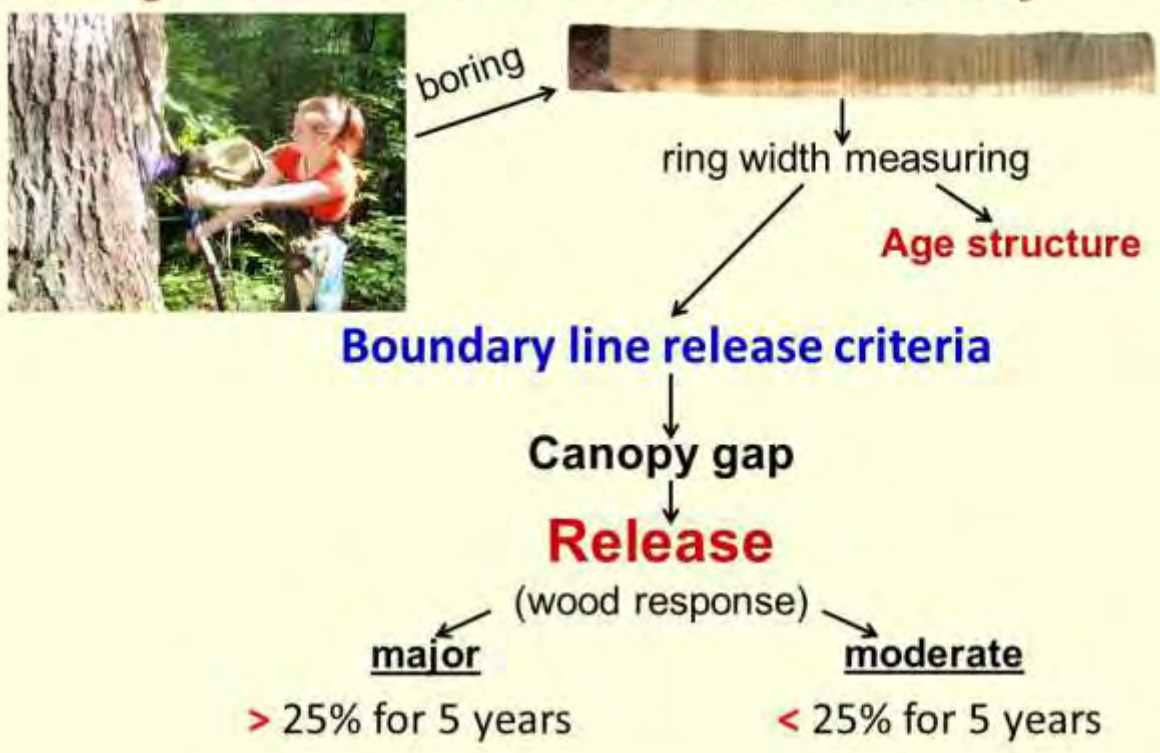 boring
ring width measuring
Age structure
Boundary line release criteria
Canopy gap
Release
(wood response)
major
moderate
> 25% for 5 years
< 25% for 5 years